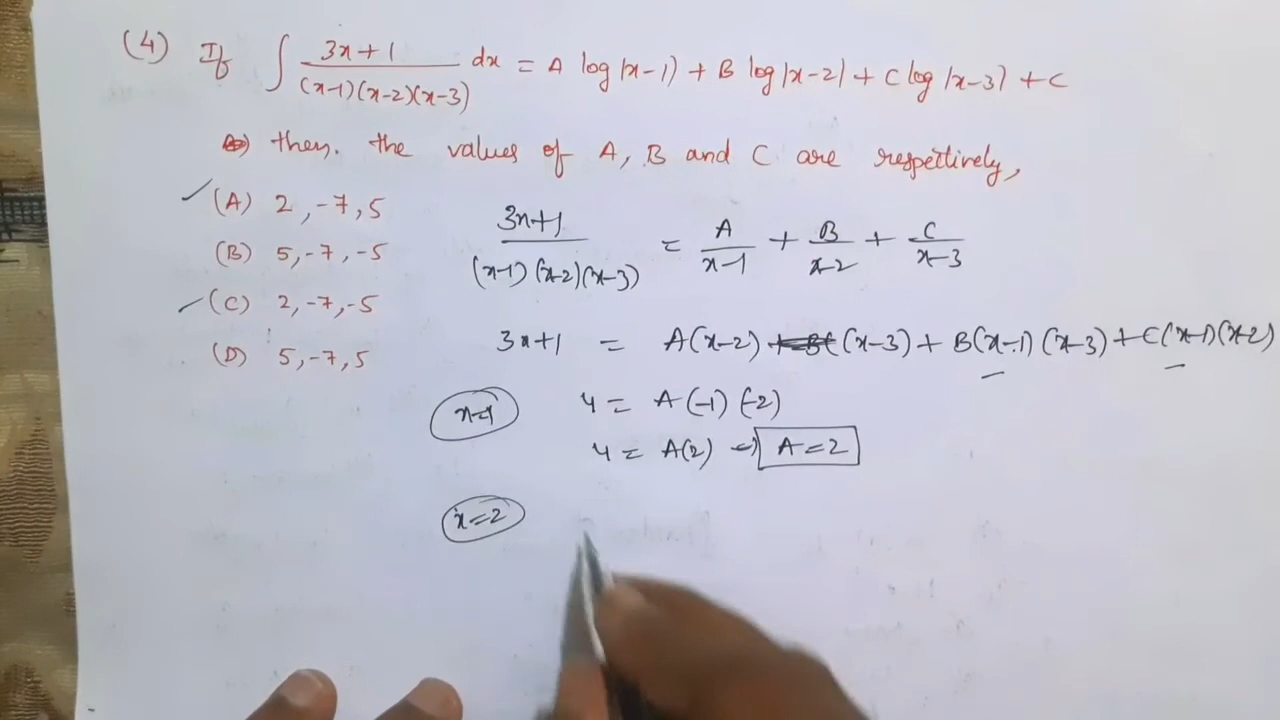 (4) If ∫ 3x+1 / (x-1)(x-2)(x-3) dx = A log|x-1| + B log|x-2| + C log|x-3| + C
then. the values of A, B and C are respectively,
(A) 2, -7, 5
(B) 5, -7, -5
(C) 2, -7, -5
(D) 5, -7, 5
3x+1 / (x-1)(x-2)(x-3) = A / x-1 + B / x-2 + C / x-3
3x+1 = A(x-2) (x-3) + B(x-1)(x-3) + C(x-1)(x-2)
x=1 4 = A(-1)(-2)
4 = A(2) => A=2
x=2